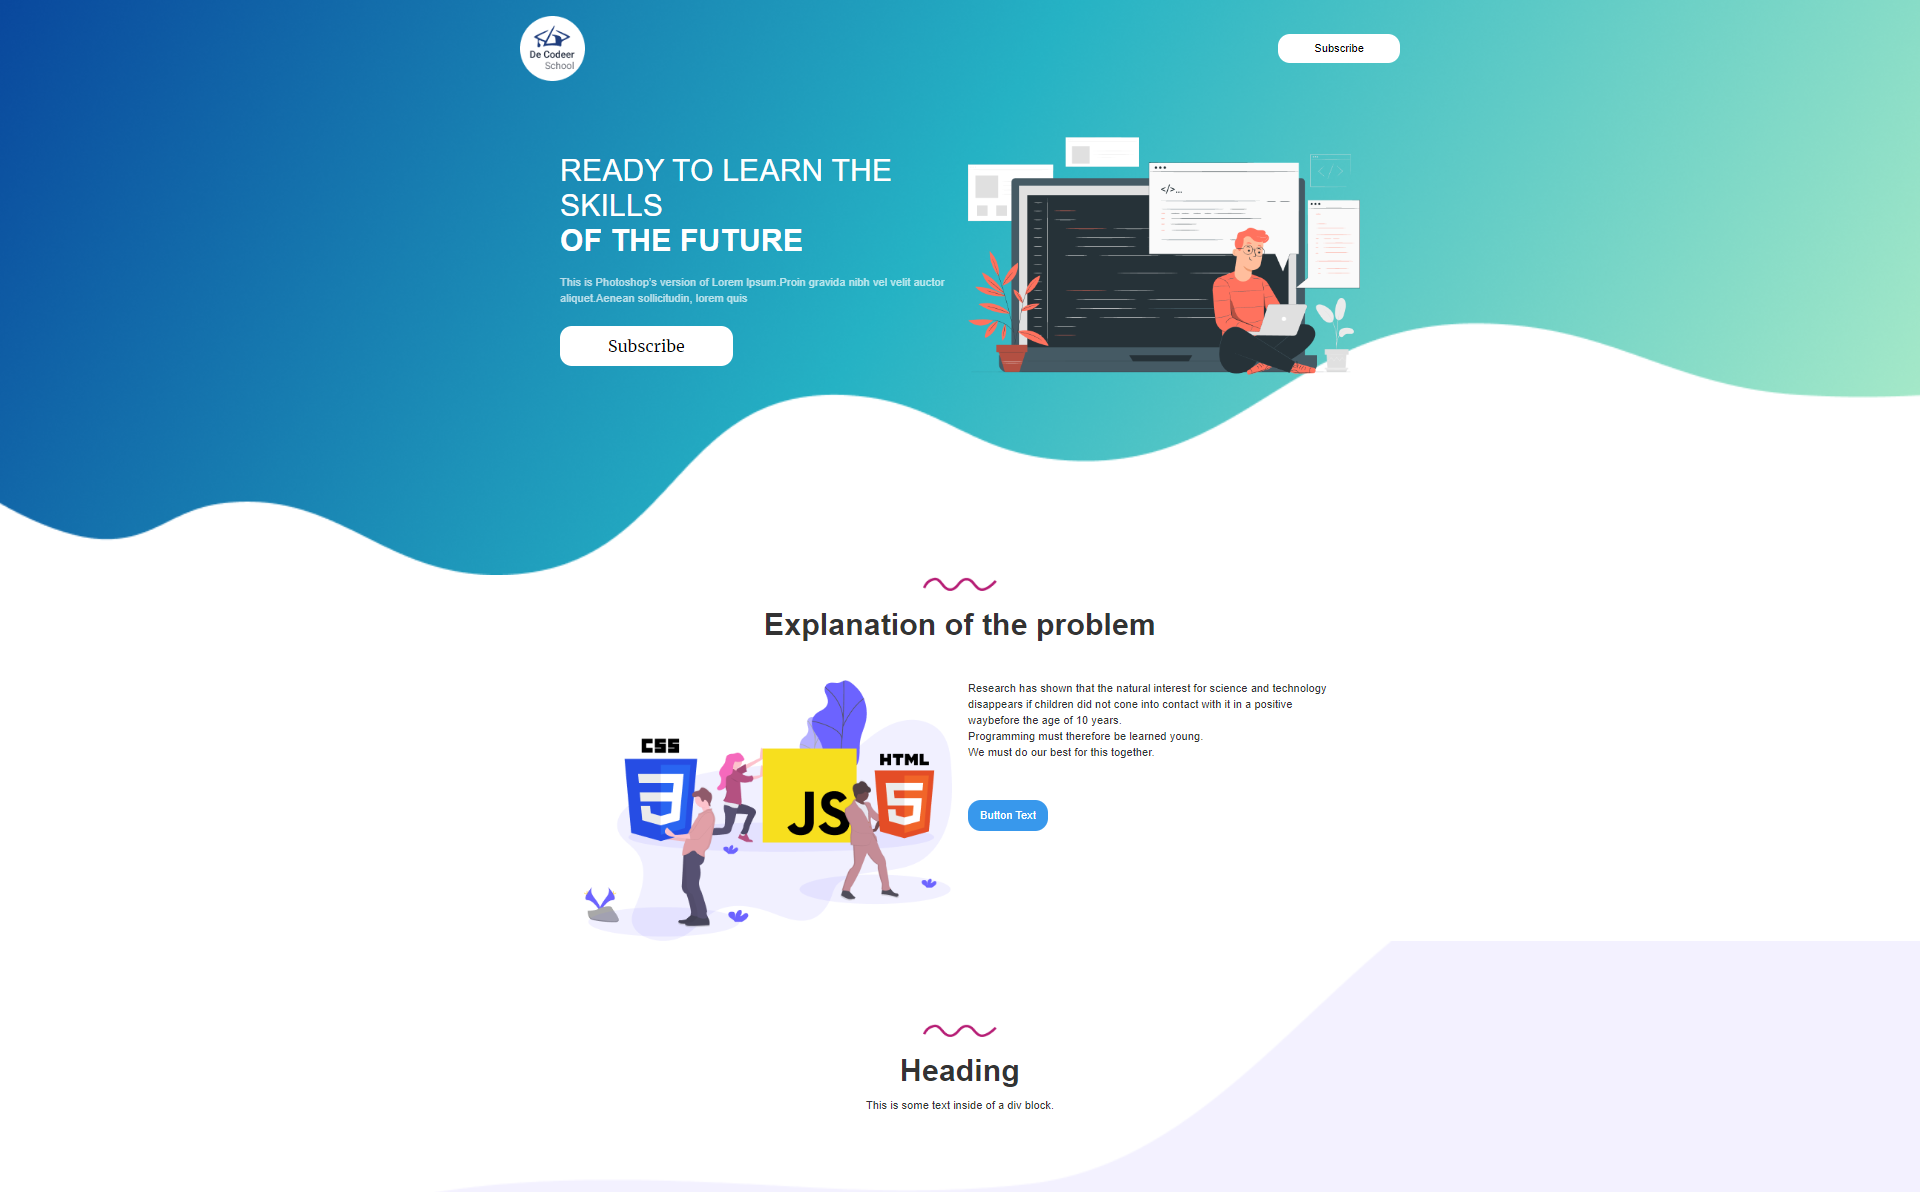 De Codeer
School
Subscribe
READY TO LEARN THE
SKILLS
OF THE FUTURE
This is Photoshop's version of Lorem Ipsum.Proin gravida nibh vel velit auctor
aliquel.Aenean sollicitudin, lorem quis
Subscribe
</>...
</>
Explanation of the problem
CSS
JS
HTML
Research has shown that the natural interest for science and technology
disappears if children did not cone into contact with it in a positive
waybefore the age of 10 years.
Programming must therefore be learned young.
We must do our best for this together.
Button Text
Heading
This is some text inside of a div block.